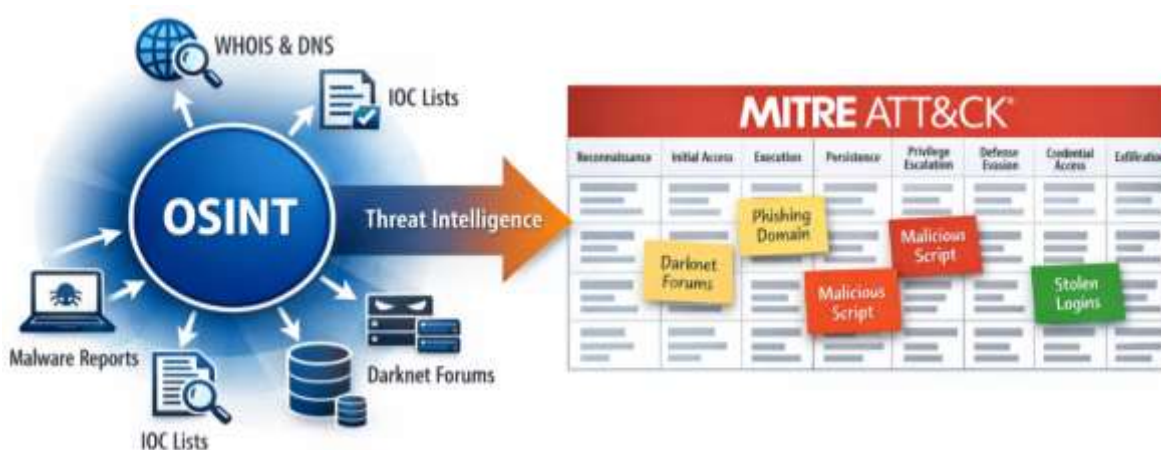 WHOIS & DNS
IOC Lists
OSINT
Threat Intelligence
Malware Reports
IOC Lists
Darknet Forums
MITRE ATT&CK®
Reconnaissance
Initial Access
Execution
Persistence
Privilege
Escalation
Defense
Evasion
Credential
Access
Exfiltration
Phishing
Domain
Darknet
Forums
Malicious
Script
Malicious
Script
Stolen
Logins